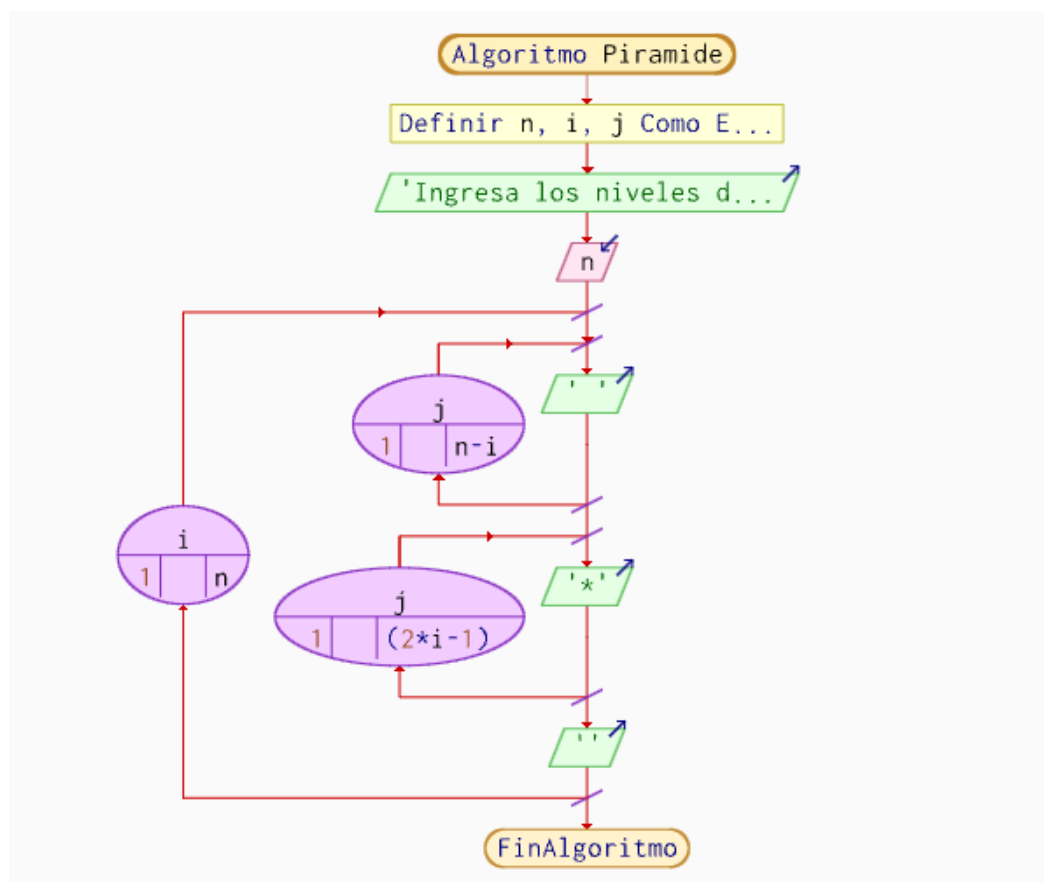 Algoritmo Piramide
Definir n, i, j Como E...
'Ingresa los niveles d...
n
' '
j
1 n-i
i
1 n
'*'
j
1 (2*i-1)
''
FinAlgoritmo